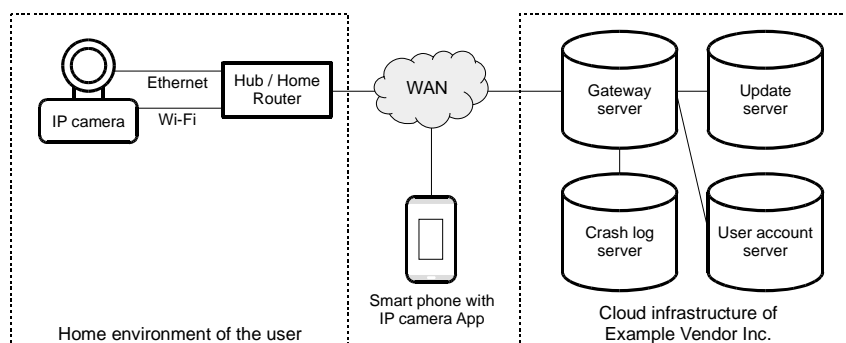 IP camera
Ethernet
Wi-Fi
Hub / Home
Router
WAN
Gateway
server
Update
server
Crash log
server
User account
server
Smart phone with
IP camera App
Home environment of the user
Cloud infrastructure of
Example Vendor Inc.